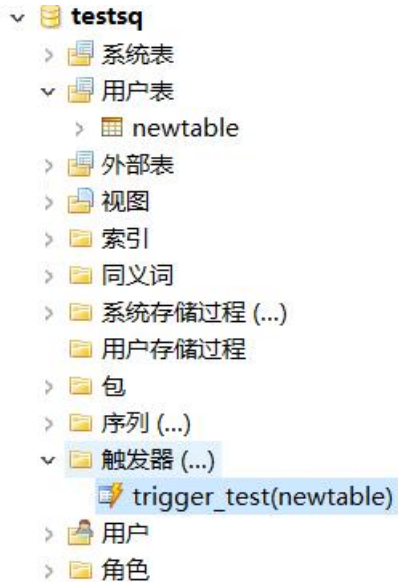 testsq
系统表
用户表
newtable
外部表
视图
索引
同义词
系统存储过程 (...)
用户存储过程
包
序列 (...)
触发器 (...)
trigger_test(newtable)
用户
角色